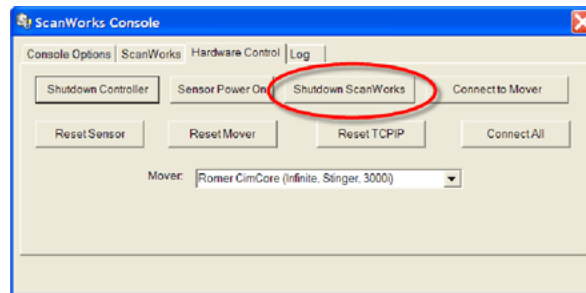 ScanWorks Console
Console Options ScanWorks Hardware Control Log
Shutdown Controller Sensor Power On Shutdown ScanWorks Connect to Mover
Reset Sensor Reset Mover Reset TCPIP Connect All
Mover: Romer CimCore (Infinite, Stinger, 3000i)